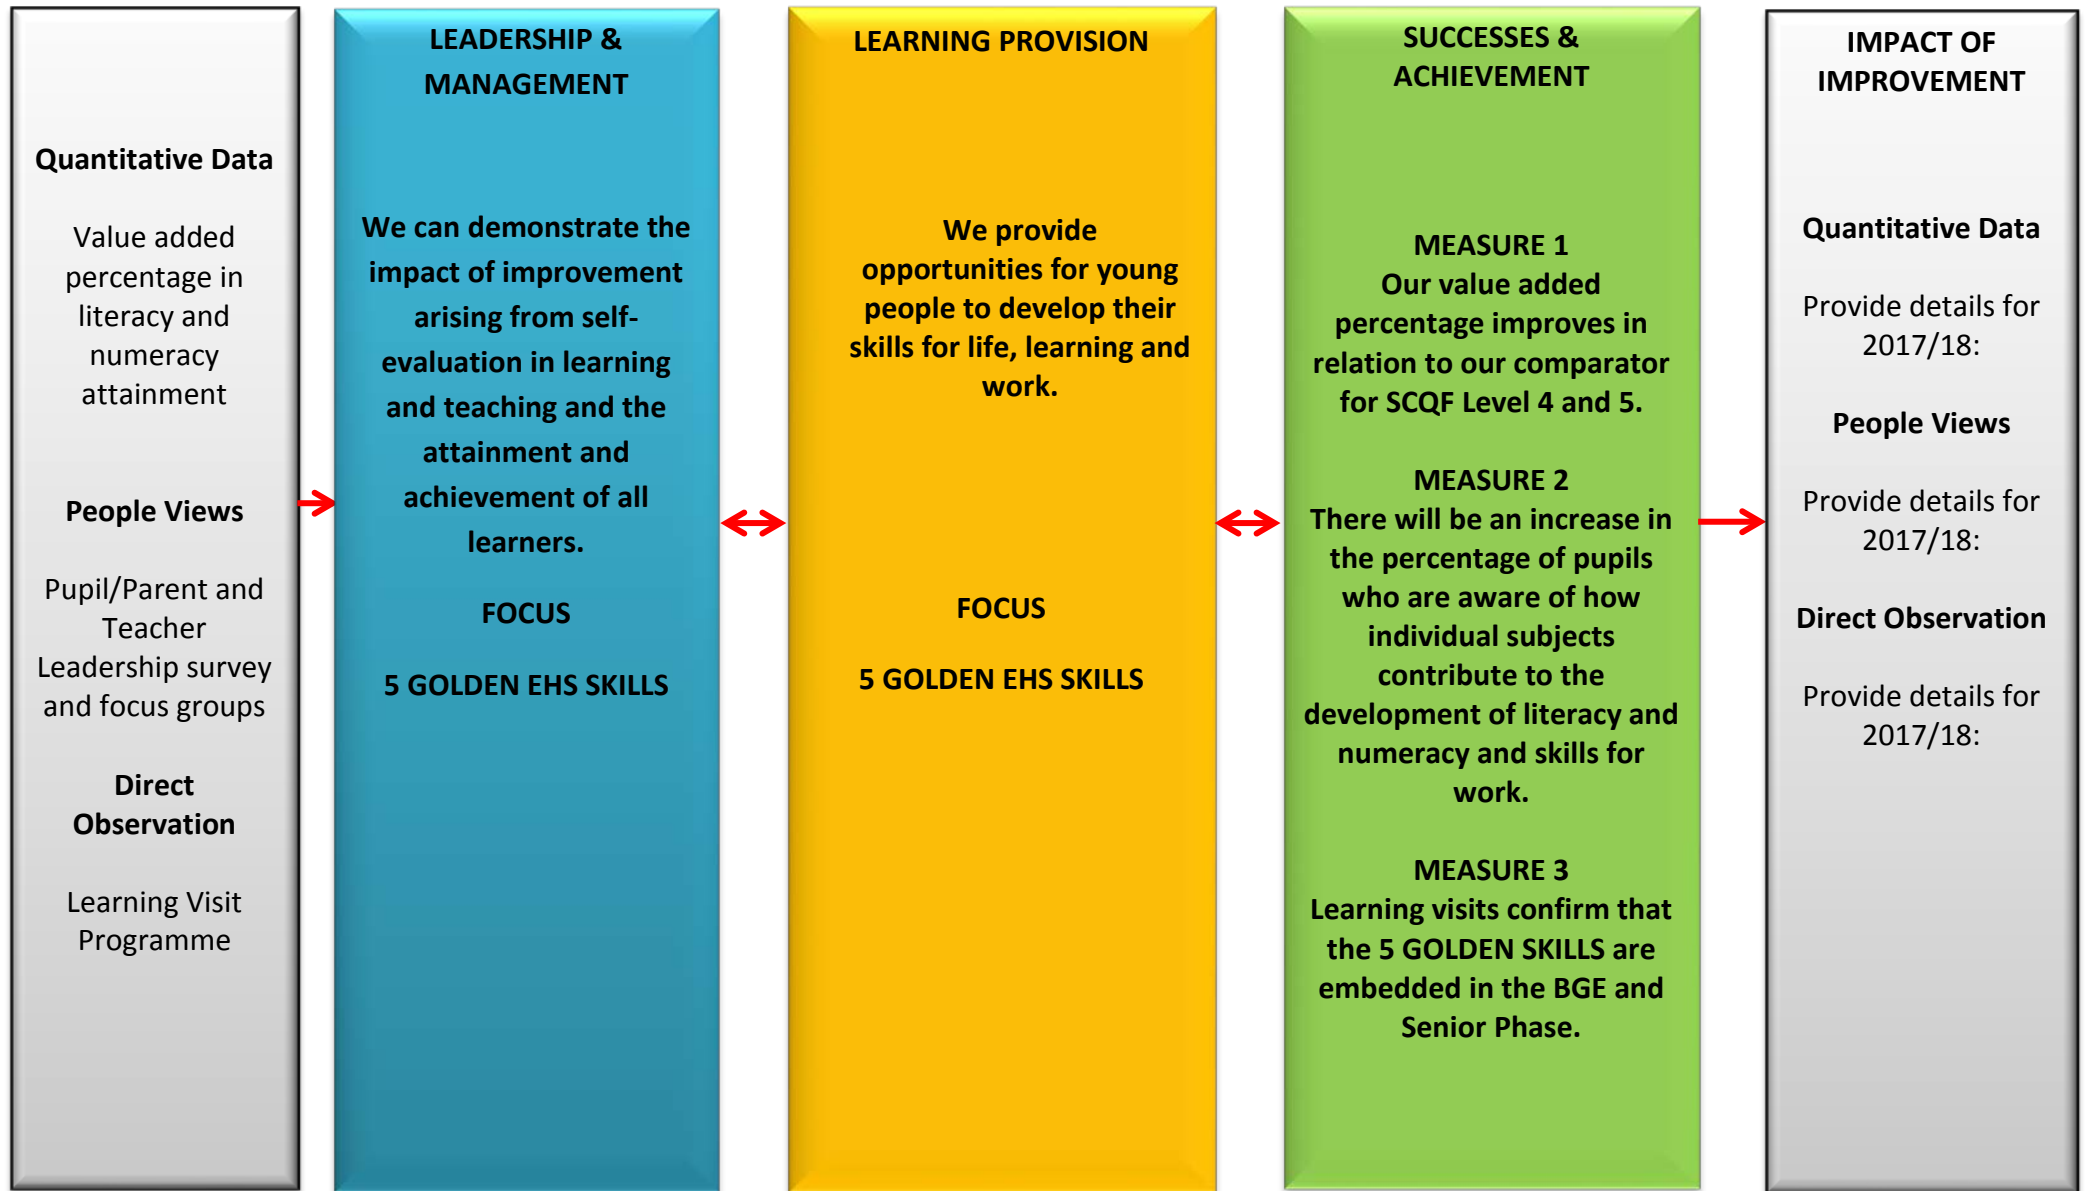 Quantitative Data
Value added
percentage in
literacy and
numeracy
attainment
People Views
Pupil/Parent and
Teacher
Leadership survey
and focus groups
Direct
Observation
Learning Visit
Programme
LEADERSHIP &
MANAGEMENT
We can demonstrate the
impact of improvement
arising from self-
evaluation in learning
and teaching and the
attainment and
achievement of all
learners.
FOCUS
5 GOLDEN EHS SKILLS
LEARNING PROVISION
We provide
opportunities for young
people to develop their
skills for life, learning and
work.
FOCUS
5 GOLDEN EHS SKILLS
SUCCESSES &
ACHIEVEMENT
MEASURE 1
Our value added
percentage improves in
relation to our comparator
for SCQF Level 4 and 5.
MEASURE 2
There will be an increase in
the percentage of pupils
who are aware of how
individual subjects
contribute to the
development of literacy and
numeracy and skills for
work.
MEASURE 3
Learning visits confirm that
the 5 GOLDEN SKILLS are
embedded in the BGE and
Senior Phase.
IMPACT OF
IMPROVEMENT
Quantitative Data
Provide details for
2017/18:
People Views
Provide details for
2017/18:
Direct Observation
Provide details for
2017/18: